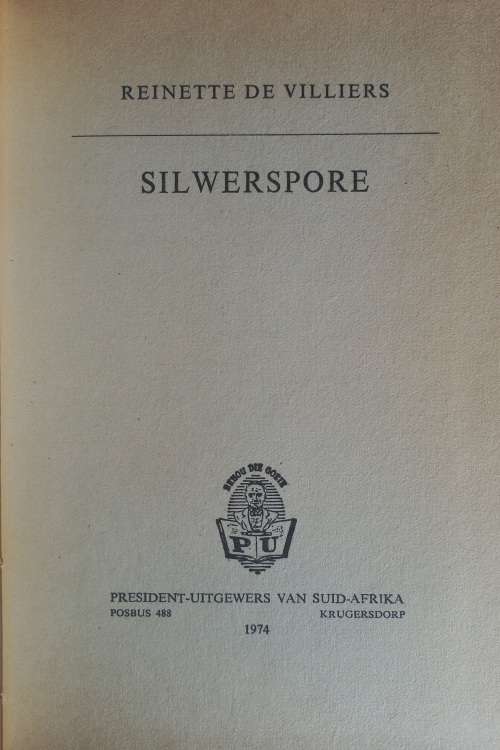 REINETTE DE VILLIERS
SILWERSPORE
BEHOU DIE GOEIE
PU
PRESIDENT-UITGEWERS VAN SUID-AFRIKA
POSBUS 488 KRUGERSDORP
1974